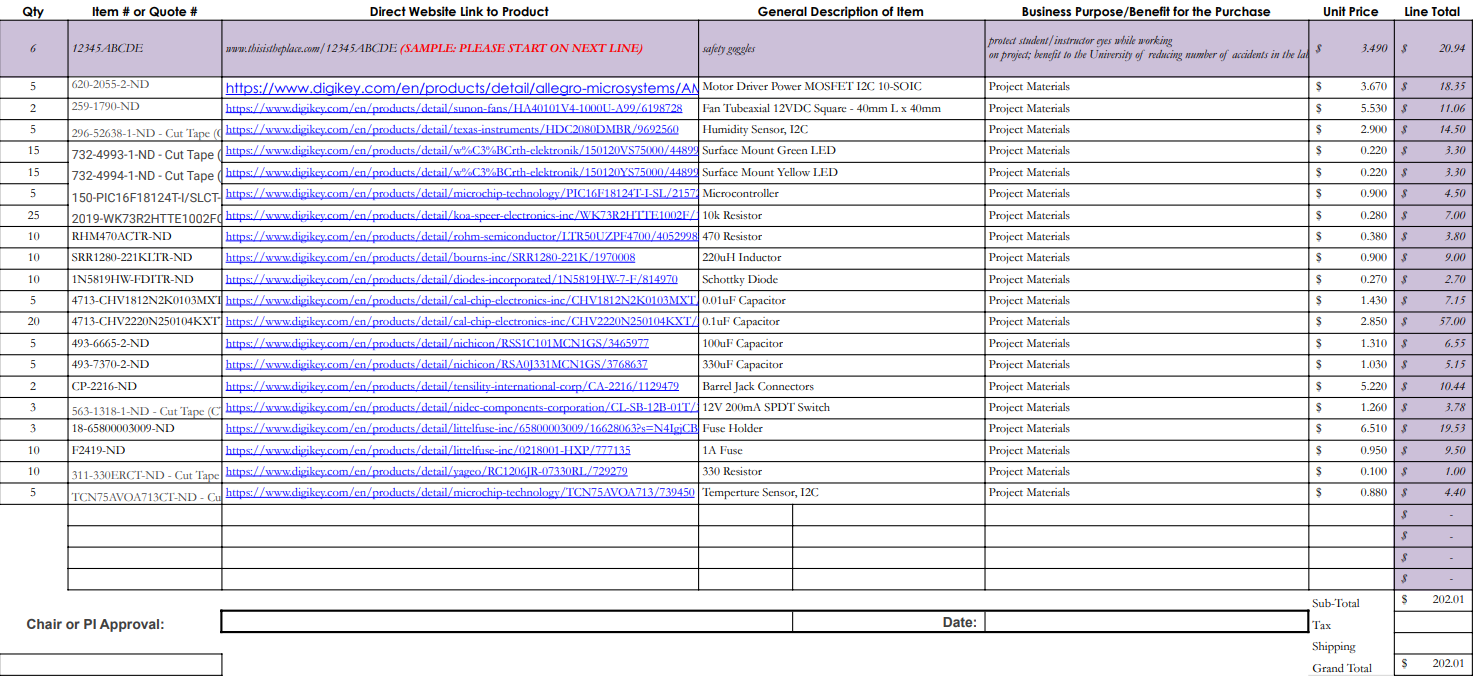 Qty Item # or Quote # Direct Website Link to Product General Description of Item Business Purpose/Benefit for the Purchase Unit Price Line Total
6 12345ABCDE www.thisistheplace.com/12345ABCDE (SAMPLE: PLEASE START ON NEXT LINE) safety goggles protect student/instructor eyes while working $ 3.490 $ 20.94
on project; benefit to the University of reducing number of accidents in the lab
5 620-2055-2-ND https://www.digikey.com/en/products/detail/allegro-microsystems/AM Motor Driver Power MOSFET I2C 10-SOIC Project Materials $ 3.670 $ 18.35
2 259-1790-ND https://www.digikey.com/en/products/detail/sunon-fans/HA40101V4-1000U-A99/6198728 Fan Tubeaxial 12VDC Square - 40mm L x 40mm Project Materials $ 5.530 $ 11.06
5 296-52638-1-ND - Cut Tape (C https://www.digikey.com/en/products/detail/texas-instruments/HDC2080DMBR/9692560 Humidity Sensor, I2C Project Materials $ 2.900 $ 14.50
15 732-4993-1-ND - Cut Tape ( https://www.digikey.com/en/products/detail/w%C3%BCrth-elektronik/150120VS75000/44899 Surface Mount Green LED Project Materials $ 0.220 $ 3.30
15 732-4994-1-ND - Cut Tape ( https://www.digikey.com/en/products/detail/w%C3%BCrth-elektronik/150120YS75000/44899 Surface Mount Yellow LED Project Materials $ 0.220 $ 3.30
5 150-PIC16F18124T-I/SLCT- https://www.digikey.com/en/products/detail/microchip-technology/PIC16F18124T-I-SL/2157 Microcontroller Project Materials $ 0.900 $ 4.50
25 2019-WK73R2HTTE1002FC https://www.digikey.com/en/products/detail/koa-speer-electronics-inc/WK73R2HTTE1002F/ 10k Resistor Project Materials $ 0.280 $ 7.00
10 RHM470ACTR-ND https://www.digikey.com/en/products/detail/rohm-semiconductor/LTR50UZPF4700/4052998 470 Resistor Project Materials $ 0.380 $ 3.80
10 SRR1280-221KLTR-ND https://www.digikey.com/en/products/detail/bourns-inc/SRR1280-221K/1970008 220uH Inductor Project Materials $ 0.900 $ 9.00
10 1N5819HW-FDITR-ND https://www.digikey.com/en/products/detail/diodes-incorporated/1N5819HW-7-F/814970 Schottky Diode Project Materials $ 0.270 $ 2.70
5 4713-CHV1812N2K0103MXT https://www.digikey.com/en/products/detail/cal-chip-electronics-inc/CHV1812N2K0103MXT/ 0.01uF Capacitor Project Materials $ 1.430 $ 7.15
20 4713-CHV2220N250104KXT https://www.digikey.com/en/products/detail/cal-chip-electronics-inc/CHV2220N250104KXT/ 0.1uF Capacitor Project Materials $ 2.850 $ 57.00
5 493-6665-2-ND https://www.digikey.com/en/products/detail/nichicon/RSS1C101MCN1GS/3465977 100uF Capacitor Project Materials $ 1.310 $ 6.55
5 493-7370-2-ND https://www.digikey.com/en/products/detail/nichicon/RSA0J331MCN1GS/3768637 330uF Capacitor Project Materials $ 1.030 $ 5.15
2 CP-2216-ND https://www.digikey.com/en/products/detail/tensility-international-corp/CA-2216/1129479 Barrel Jack Connectors Project Materials $ 5.220 $ 10.44
3 563-1318-1-ND - Cut Tape (C https://www.digikey.com/en/products/detail/nidec-components-corporation/CL-SB-12B-01T/ 12V 200mA SPDT Switch Project Materials $ 1.260 $ 3.78
3 18-65800003009-ND https://www.digikey.com/en/products/detail/littelfuse-inc/65800003009/16628063?s=N4IgjCB Fuse Holder Project Materials $ 6.510 $ 19.53
10 F2419-ND https://www.digikey.com/en/products/detail/littelfuse-inc/0218001-HXP/777135 1A Fuse Project Materials $ 0.950 $ 9.50
10 311-330ERCT-ND - Cut Tape https://www.digikey.com/en/products/detail/yageo/RC1206JR-07330RL/729279 330 Resistor Project Materials $ 0.100 $ 1.00
5 TCN75AVOA713CT-ND - Cu https://www.digikey.com/en/products/detail/microchip-technology/TCN75AVOA713/739450 Temperture Sensor, I2C Project Materials $ 0.880 $ 4.40
$ -
$ -
$ -
$ -
Sub-Total $ 202.01
Chair or PI Approval: Date: Tax
Shipping
Grand Total $ 202.01